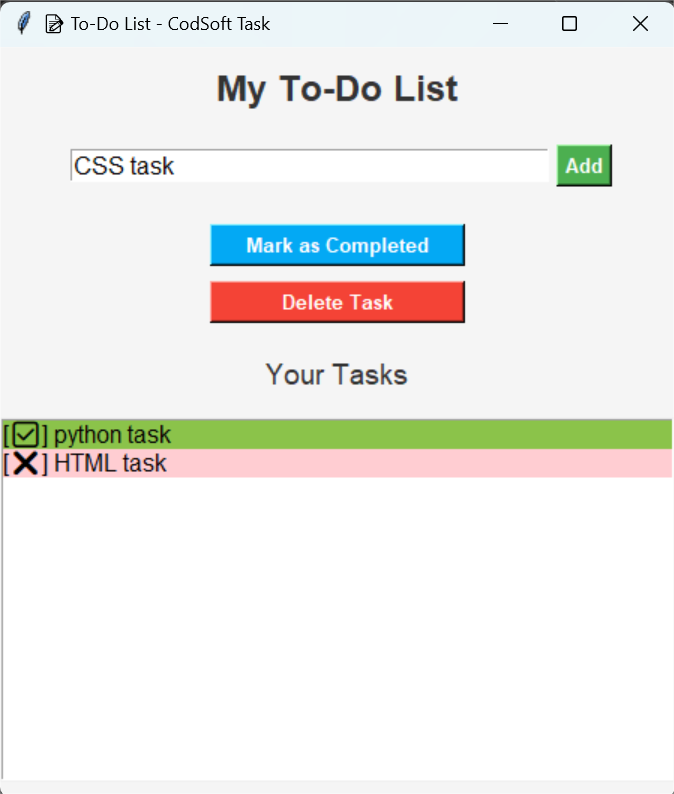 📝 To-Do List - CodSoft Task
My To-Do List
CSS task
Add
Mark as Completed
Delete Task
Your Tasks
[☑] python task
[❌] HTML task